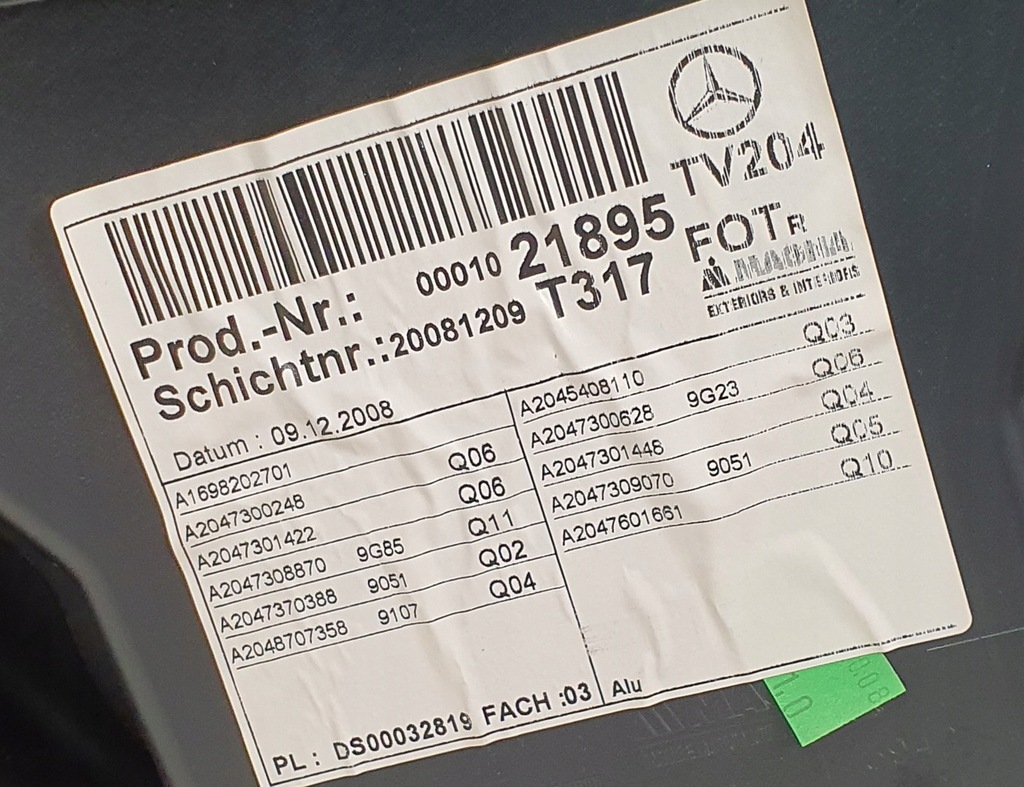 TV204
00010 21895 FOTR
Prod.-Nr.:
EXTERIORS & INTERIORS
Schichtnr.:20081209 T317
Datum : 09.12.2008
A1698202701
A2047300248 Q06
A2047301422 Q06
A2047308870 9G85 Q11
A2047370388 9051 Q02
A2048707358 9107 Q04
A2045408110 Q03
A2047300628 9G23 Q06
A2047301448 Q04
A2047309070 9051 Q05
A2047601661 Q10
PL : DS00032819 FACH :03 Alu